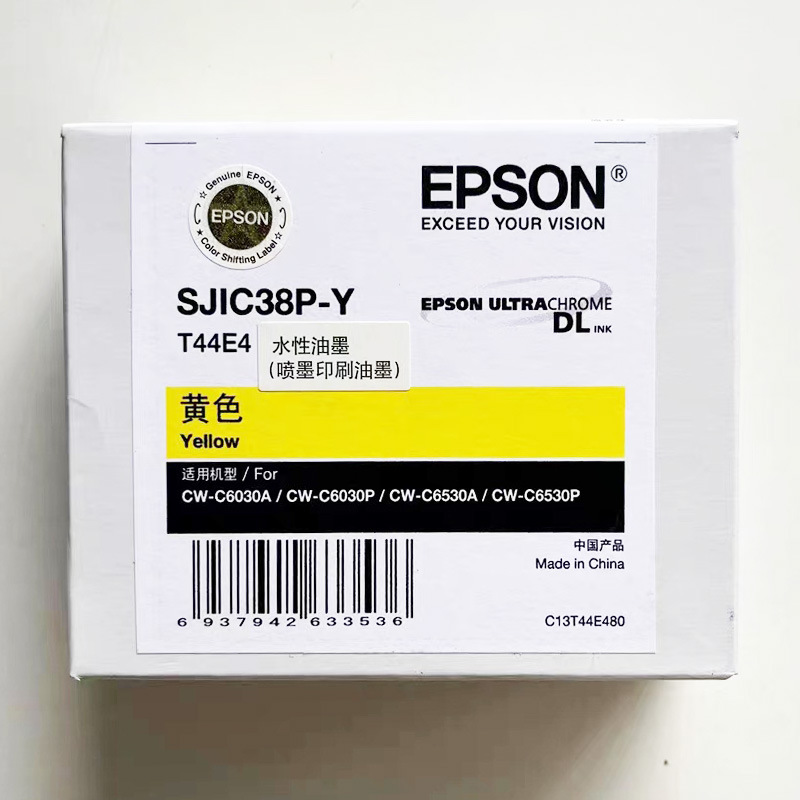 Genuine EPSON
EPSON
Color Shifting Label
EPSON®
EXCEED YOUR VISION
SJIC38P-Y
EPSON ULTRACHROME
DL INK
T44E4
水性油墨
(喷墨印刷油墨)
黄色
Yellow
适用机型 / For
CW-C6030A / CW-C6030P / CW-C6530A / CW-C6530P
中国产品
Made in China
6 937942 633536
C13T44E480